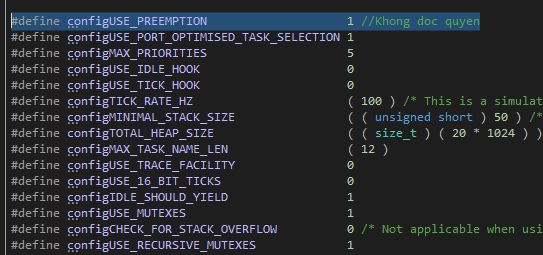 #define configUSE_PREEMPTION 1 //Khong doc quyen
#define configUSE_PORT_OPTIMISED_TASK_SELECTION 1
#define configMAX_PRIORITIES 5
#define configUSE_IDLE_HOOK 0
#define configUSE_TICK_HOOK 0
#define configTICK_RATE_HZ ( 100 ) /* This is a simulat
#define configMINIMAL_STACK_SIZE ( ( unsigned short ) 50 ) /*
#define configTOTAL_HEAP_SIZE ( ( size_t ) ( 20 * 1024 ) )
#define configMAX_TASK_NAME_LEN ( 12 )
#define configUSE_TRACE_FACILITY 0
#define configUSE_16_BIT_TICKS 0
#define configIDLE_SHOULD_YIELD 1
#define configUSE_MUTEXES 1
#define configCHECK_FOR_STACK_OVERFLOW 0 /* Not applicable when usi
#define configUSE_RECURSIVE_MUTEXES 1